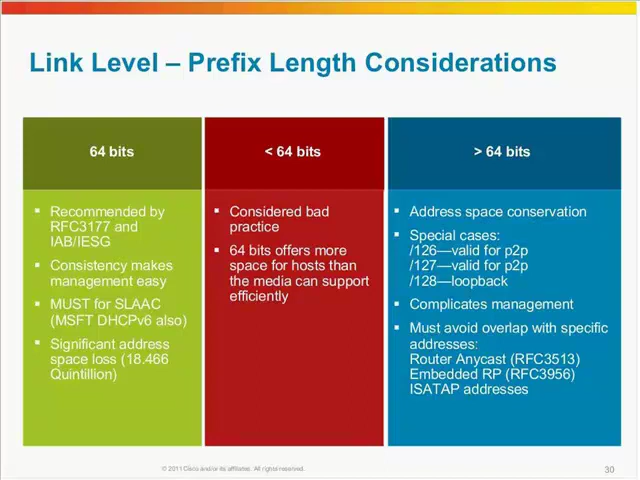 Link Level – Prefix Length Considerations
64 bits
Recommended by
RFC3177 and
IAB/IESG
Consistency makes
management easy
MUST for SLAAC
(MSFT DHCPv6 also)
Significant address
space loss (18.466
Quintillion)
< 64 bits
Considered bad
practice
64 bits offers more
space for hosts than
the media can support
efficiently
> 64 bits
Address space conservation
Special cases:
/126—valid for p2p
/127—valid for p2p
/128—loopback
Complicates management
Must avoid overlap with specific
addresses:
Router Anycast (RFC3513)
Embedded RP (RFC3956)
ISATAP addresses
© 2011 Cisco and/or its affiliates. All rights reserved.
30